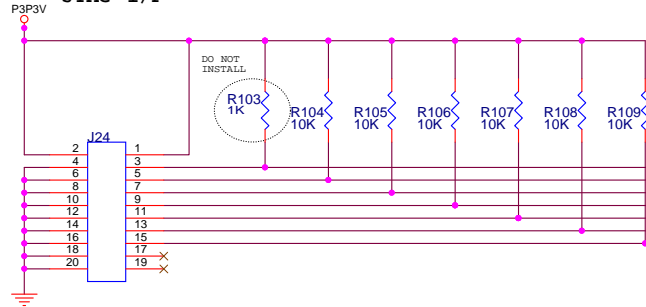 P3P3V
DO NOT
INSTALL
R103
1K
R104
10K
R105
10K
R106
10K
R107
10K
R108
10K
R109
10K
J24
2 1
4 3
6 5
8 7
10 9
12 11
14 13
16 15
18 17
20 19